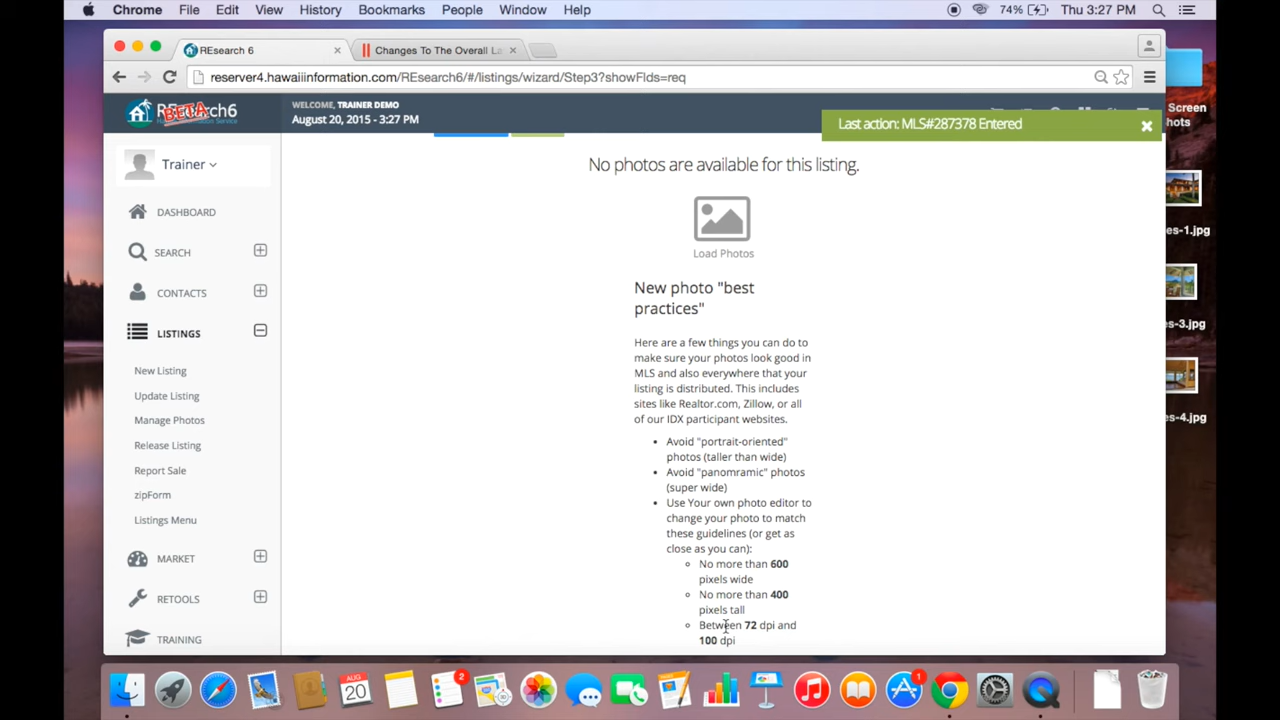 Chrome File Edit View History Bookmarks People Window Help 74% Thu 3:27 PM
REsearch 6 Changes To The Overall La
reserver4.hawaiiinformation.com/REsearch6/#/listings/wizard/Step3?showFlds=req
REsearch6
BETA
WELCOME, TRAINER DEMO
August 20, 2015 - 3:27 PM
Last action: MLS#287378 Entered
Screen
hots
Trainer
DASHBOARD
SEARCH
CONTACTS
LISTINGS
New Listing
Update Listing
Manage Photos
Release Listing
Report Sale
zipForm
Listings Menu
MARKET
RETOOLS
TRAINING
No photos are available for this listing.
Load Photos
New photo "best
practices"
Here are a few things you can do to
make sure your photos look good in
MLS and also everywhere that your
listing is distributed. This includes
sites like Realtor.com, Zillow, or all
of our IDX participant websites.
Avoid "portrait-oriented"
photos (taller than wide)
Avoid "panomramic" photos
(super wide)
Use Your own photo editor to
change your photo to match
these guidelines (or get as
close as you can):
No more than 600
pixels wide
No more than 400
pixels tall
Between 72 dpi and
100 dpi
es-1.jpg
es-3.jpg
es-4.jpg
AUG
20
2
1